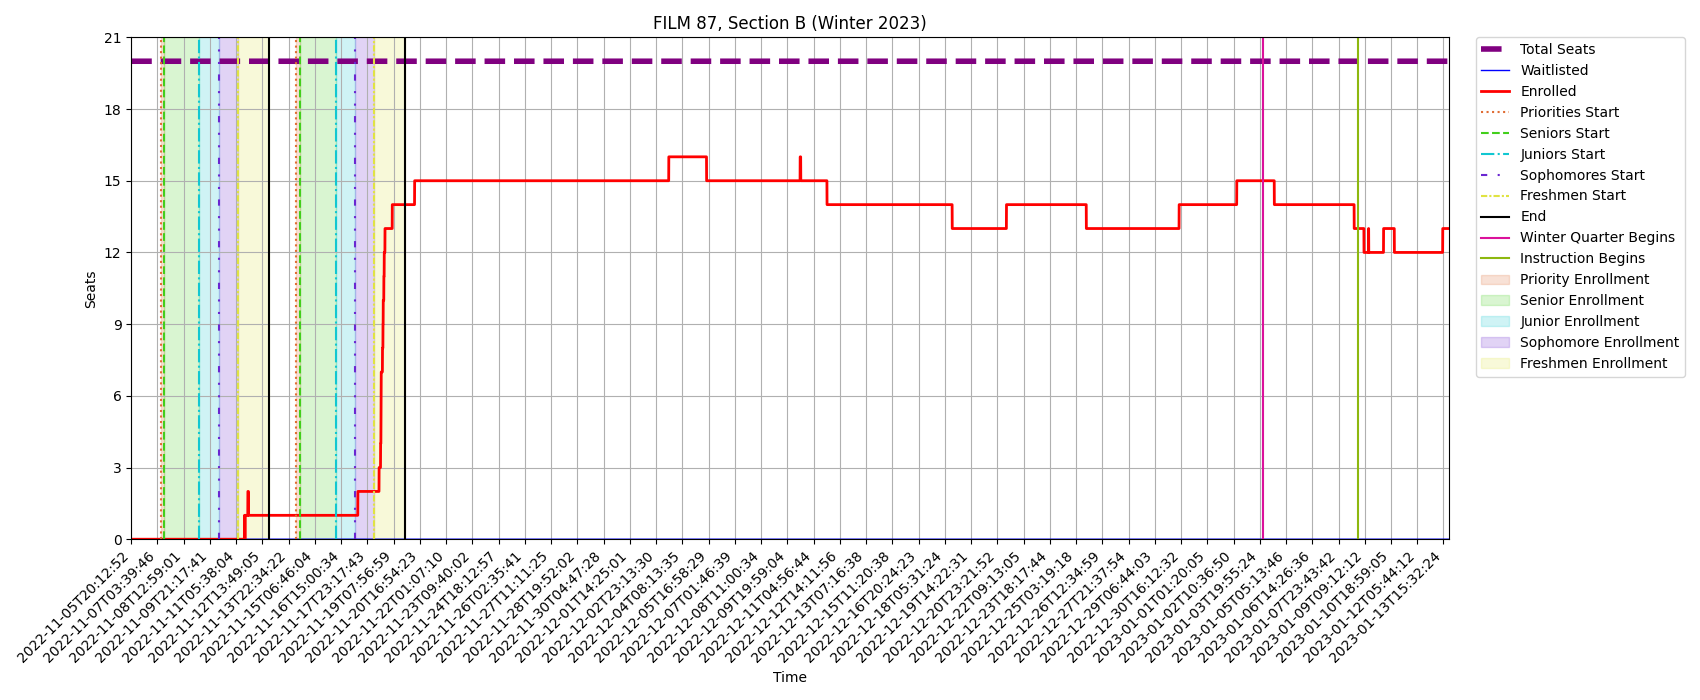 FILM 87, Section B (Winter 2023)
21
18
15
12
9
6
3
0
Seats
2022-11-05T20:12:52
2022-11-07T03:39:46
2022-11-08T12:59:01
2022-11-09T21:17:41
2022-11-11T05:38:04
2022-11-12T13:49:05
2022-11-13T22:34:22
2022-11-15T06:46:04
2022-11-16T15:00:34
2022-11-17T23:17:43
2022-11-19T07:56:59
2022-11-20T16:54:23
2022-11-22T01:07:10
2022-11-23T09:40:02
2022-11-24T18:12:57
2022-11-26T02:35:41
2022-11-27T11:11:25
2022-11-28T19:52:02
2022-11-30T04:47:28
2022-12-01T14:25:01
2022-12-02T23:13:30
2022-12-04T08:13:35
2022-12-05T16:58:29
2022-12-07T01:46:39
2022-12-08T11:00:34
2022-12-09T19:59:04
2022-12-11T04:56:44
2022-12-12T14:11:56
2022-12-13T07:16:38
2022-12-15T11:20:38
2022-12-16T20:24:23
2022-12-18T05:31:24
2022-12-19T14:22:31
2022-12-20T23:21:52
2022-12-22T09:13:05
2022-12-23T18:17:44
2022-12-25T03:19:18
2022-12-26T12:34:59
2022-12-27T21:37:54
2022-12-29T06:44:03
2022-12-30T16:12:32
2023-01-01T01:20:05
2023-01-02T10:36:50
2023-01-03T19:55:24
2023-01-05T05:13:46
2023-01-06T14:26:36
2023-01-07T23:43:42
2023-01-09T09:12:12
2023-01-10T18:59:05
2023-01-12T05:44:12
2023-01-13T15:32:24
Time
Total Seats
Waitlisted
Enrolled
Priorities Start
Seniors Start
Juniors Start
Sophomores Start
Freshmen Start
End
Winter Quarter Begins
Instruction Begins
Priority Enrollment
Senior Enrollment
Junior Enrollment
Sophomore Enrollment
Freshmen Enrollment